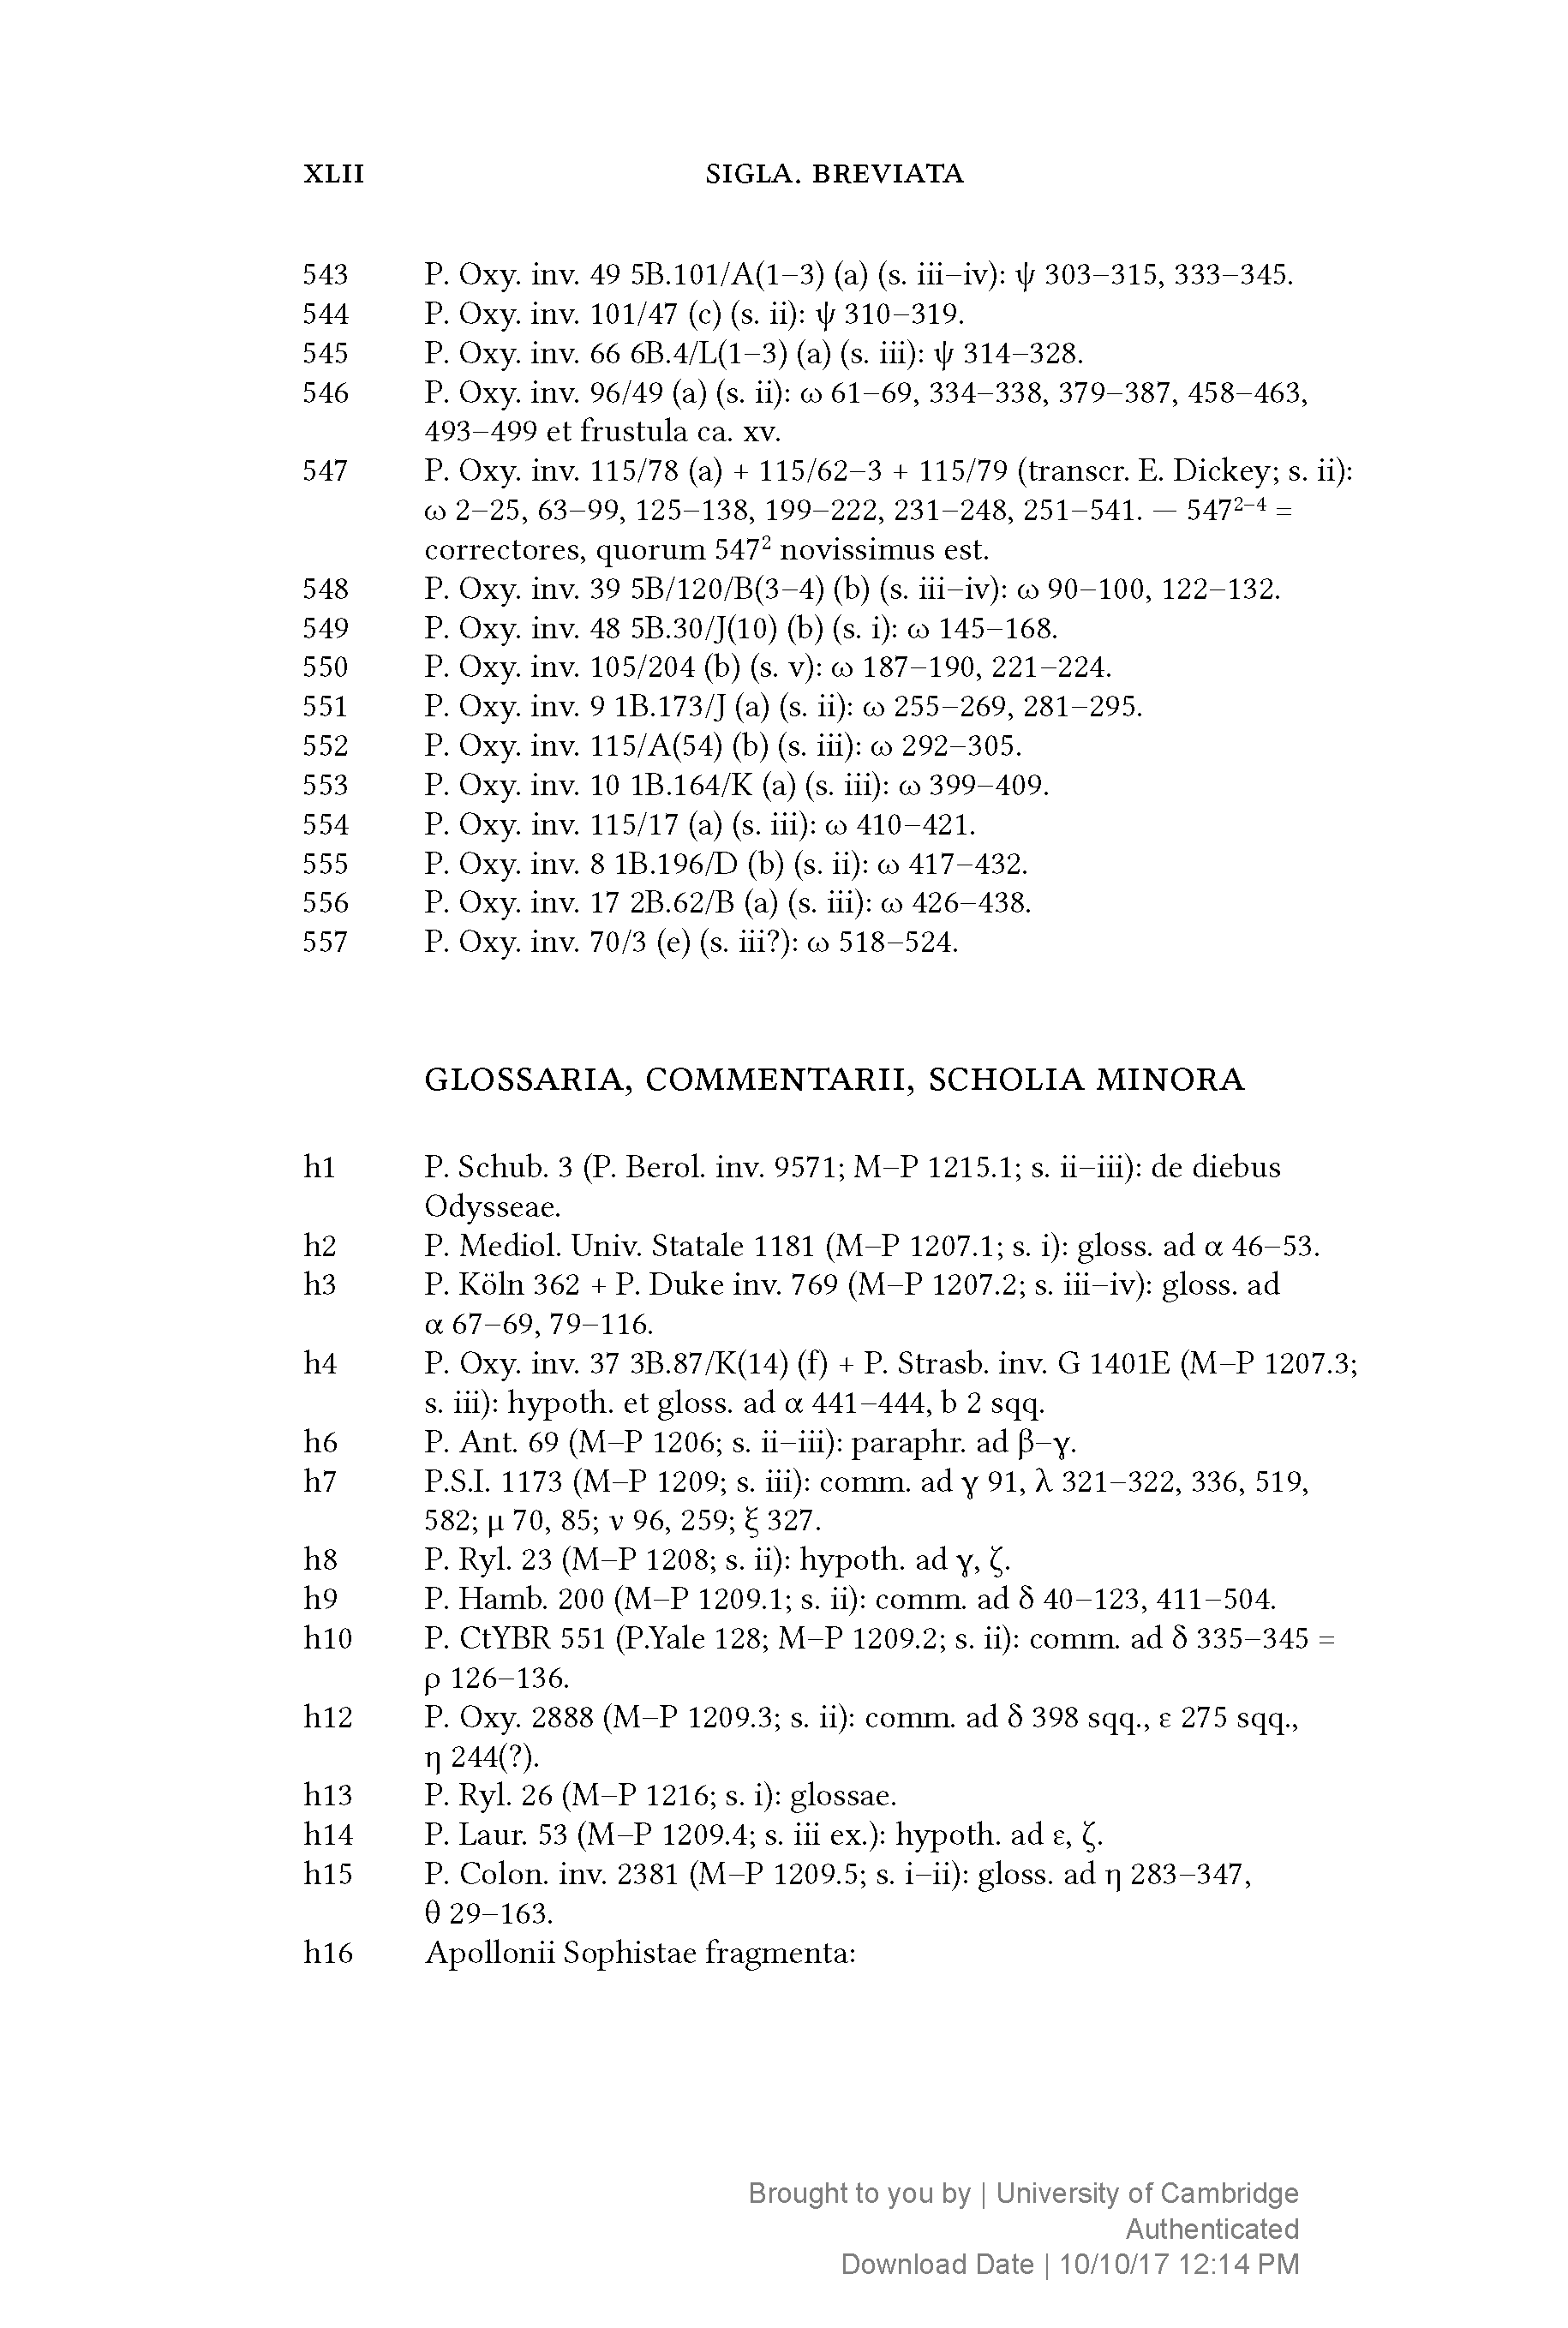 XLII SIGLA. BREVIATA
543 P. Oxy. inv. 49 5B.101/A(1–3) (a) (s. iii–iv): ψ 303–315, 333–345.
544 P. Oxy. inv. 101/47 (c) (s. ii): ψ 310–319.
545 P. Oxy. inv. 66 6B.4/L(1–3) (a) (s. iii): ψ 314–328.
546 P. Oxy. inv. 96/49 (a) (s. ii): ω 61–69, 334–338, 379–387, 458–463,
493–499 et frustula ca. xv.
547 P. Oxy. inv. 115/78 (a) + 115/62–3 + 115/79 (transcr. E. Dickey; s. ii):
ω 2–25, 63–99, 125–138, 199–222, 231–248, 251–541. — 547²⁻⁴ =
correctores, quorum 547² novissimus est.
548 P. Oxy. inv. 39 5B/120/B(3–4) (b) (s. iii–iv): ω 90–100, 122–132.
549 P. Oxy. inv. 48 5B.30/J(10) (b) (s. i): ω 145–168.
550 P. Oxy. inv. 105/204 (b) (s. v): ω 187–190, 221–224.
551 P. Oxy. inv. 9 1B.173/J (a) (s. ii): ω 255–269, 281–295.
552 P. Oxy. inv. 115/A(54) (b) (s. iii): ω 292–305.
553 P. Oxy. inv. 10 1B.164/K (a) (s. iii): ω 399–409.
554 P. Oxy. inv. 115/17 (a) (s. iii): ω 410–421.
555 P. Oxy. inv. 8 1B.196/D (b) (s. ii): ω 417–432.
556 P. Oxy. inv. 17 2B.62/B (a) (s. iii): ω 426–438.
557 P. Oxy. inv. 70/3 (e) (s. iii?): ω 518–524.
GLOSSARIA, COMMENTARII, SCHOLIA MINORA
h1 P. Schub. 3 (P. Berol. inv. 9571; M–P 1215.1; s. ii–iii): de diebus
Odysseae.
h2 P. Mediol. Univ. Statale 1181 (M–P 1207.1; s. i): gloss. ad α 46–53.
h3 P. Köln 362 + P. Duke inv. 769 (M–P 1207.2; s. iii–iv): gloss. ad
α 67–69, 79–116.
h4 P. Oxy. inv. 37 3B.87/K(14) (f) + P. Strasb. inv. G 1401E (M–P 1207.3;
s. iii): hypoth. et gloss. ad α 441–444, b 2 sqq.
h6 P. Ant. 69 (M–P 1206; s. ii–iii): paraphr. ad β–γ.
h7 P.S.I. 1173 (M–P 1209; s. iii): comm. ad γ 91, λ 321–322, 336, 519,
582; μ 70, 85; ν 96, 259; ξ 327.
h8 P. Ryl. 23 (M–P 1208; s. ii): hypoth. ad γ, ζ.
h9 P. Hamb. 200 (M–P 1209.1; s. ii): comm. ad δ 40–123, 411–504.
h10 P. CtYBR 551 (P.Yale 128; M–P 1209.2; s. ii): comm. ad δ 335–345 =
ρ 126–136.
h12 P. Oxy. 2888 (M–P 1209.3; s. ii): comm. ad δ 398 sqq., ε 275 sqq.,
η 244(?).
h13 P. Ryl. 26 (M–P 1216; s. i): glossae.
h14 P. Laur. 53 (M–P 1209.4; s. iii ex.): hypoth. ad ε, ζ.
h15 P. Colon. inv. 2381 (M–P 1209.5; s. i–ii): gloss. ad η 283–347,
θ 29–163.
h16 Apollonii Sophistae fragmenta:
Brought to you by | University of Cambridge
Authenticated
Download Date | 10/10/17 12:14 PM